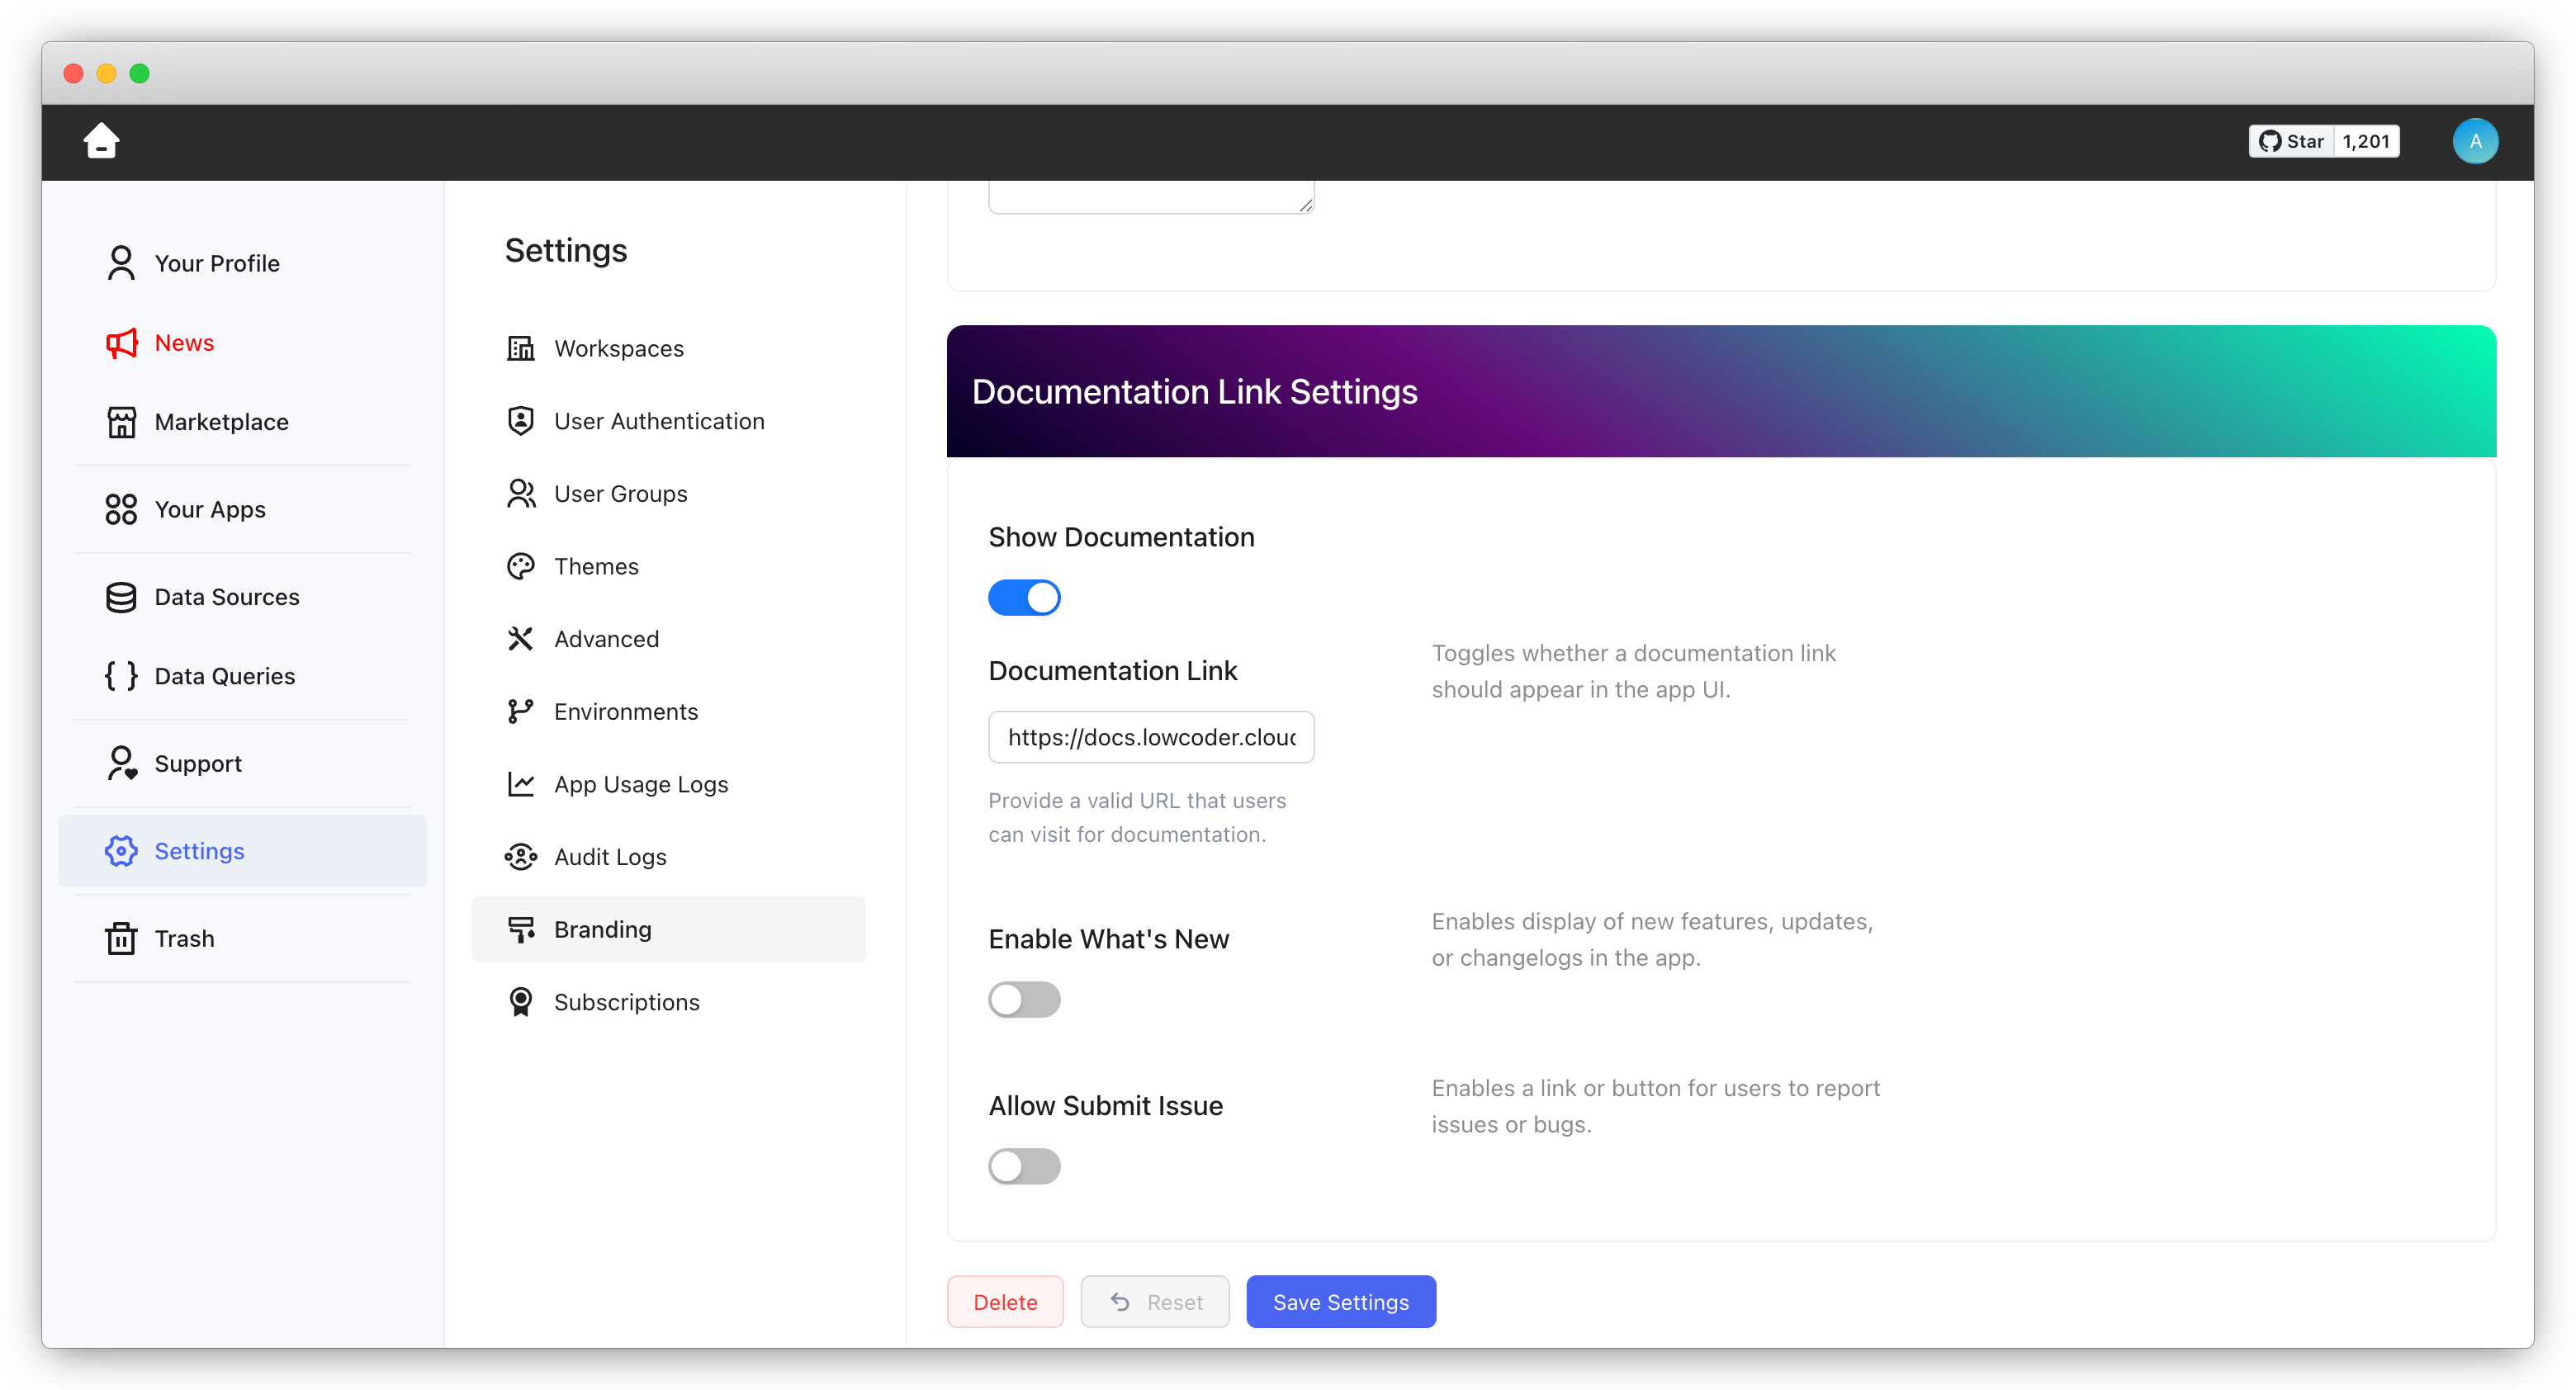 Star 1,201
A
Your Profile
News
Marketplace
Your Apps
Data Sources
Data Queries
Support
Settings
Trash
Settings
Workspaces
User Authentication
User Groups
Themes
Advanced
Environments
App Usage Logs
Audit Logs
Branding
Subscriptions
Documentation Link Settings
Show Documentation
Toggles whether a documentation link
should appear in the app UI.
Documentation Link
https://docs.lowcoder.clou
Provide a valid URL that users
can visit for documentation.
Enable What's New
Enables display of new features, updates,
or changelogs in the app.
Allow Submit Issue
Enables a link or button for users to report
issues or bugs.
Delete
Reset
Save Settings